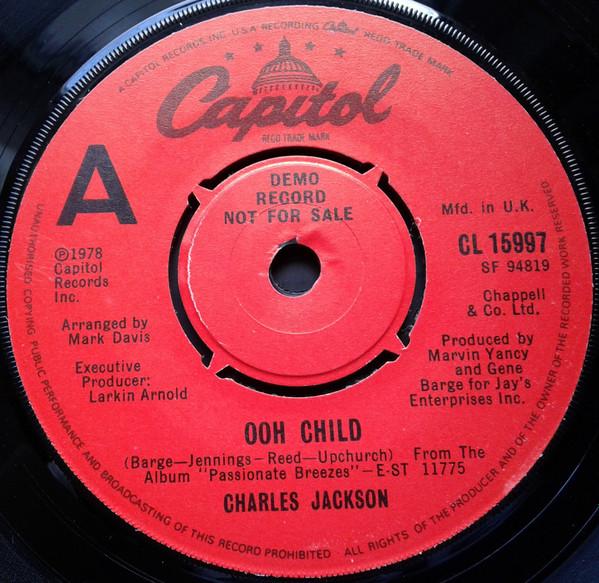 A CAPITOL RECORDS, INC. U.S.A. RECORDING Capitol REGD TRADE MARK
Capitol
REGD TRADE MARK
A
DEMO
RECORD
NOT FOR SALE
Mfd. in U.K.
CL 15997
SF 94819
Ⓟ1978
Capitol
Records
Inc.
Chappell
& Co. Ltd.
Arranged by
Mark Davis
Executive
Producer:
Larkin Arnold
Produced by
Marvin Yancy
and Gene
Barge for Jay's
Enterprises Inc.
OOH CHILD
(Barge—Jennings—Reed—Upchurch) From The
Album "Passionate Breezes"—E-ST 11775
CHARLES JACKSON
UNAUTHORISED COPYING PUBLIC PERFORMANCE AND BROADCASTING OF THIS RECORD PROHIBITED. ALL RIGHTS OF THE PRODUCER AND OF THE OWNER OF THE RECORDED WORK RESERVED